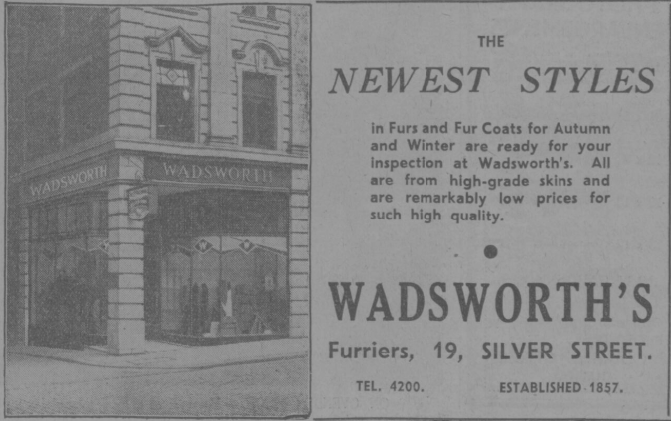 WADSWORTH
WADSWORTH
THE
NEWEST STYLES
in Furs and Fur Coats for Autumn
and Winter are ready for your
inspection at Wadsworth's. All
are from high-grade skins and
are remarkably low prices for
such high quality.
WADSWORTH'S
Furriers, 19, SILVER STREET.
TEL. 4200. ESTABLISHED 1857.